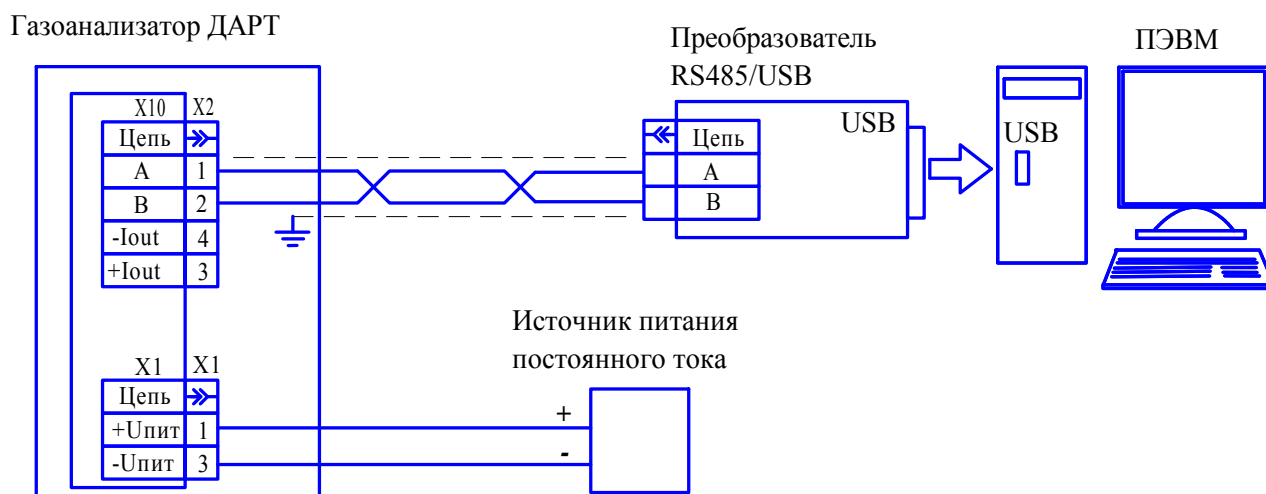 Газоанализатор ДАРТ
Преобразователь
RS485/USB
ПЭВМ
X10 X2
Цепь
A 1
B 2
-Iout 4
+Iout 3
USB
Цепь
A
B
USB
Источник питания
постоянного тока
X1 X1
Цепь
+Uпит 1
-Uпит 3
+
-